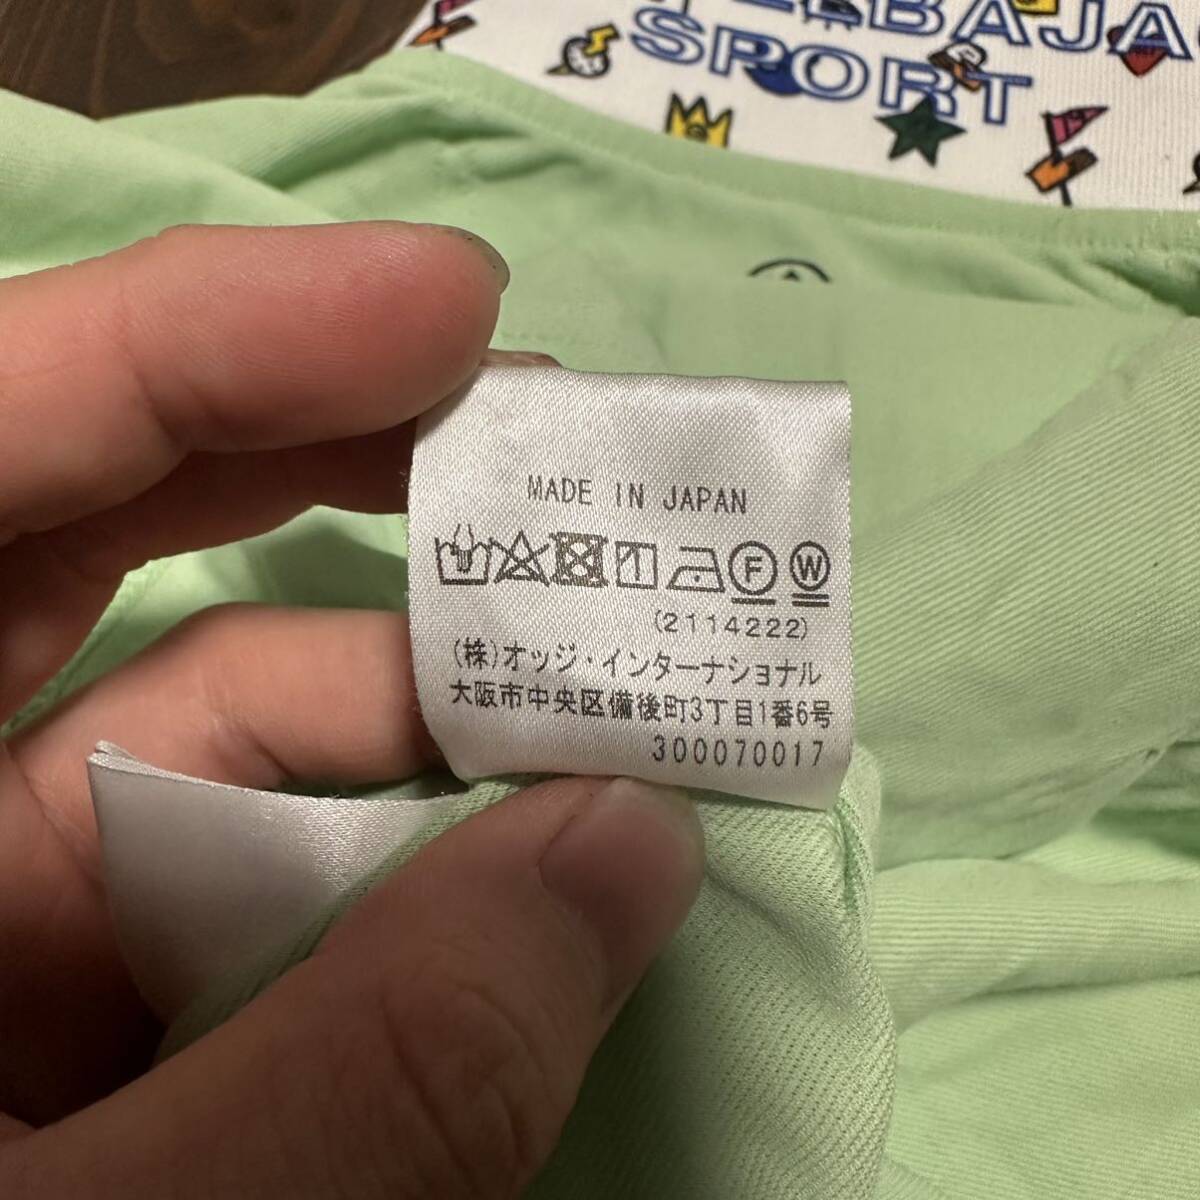 BAJA
SPORT
MADE IN JAPAN
F W
(2114222)
(株)オッジ・インターナショナル
大阪市中央区備後町3丁目1番6号
300070017